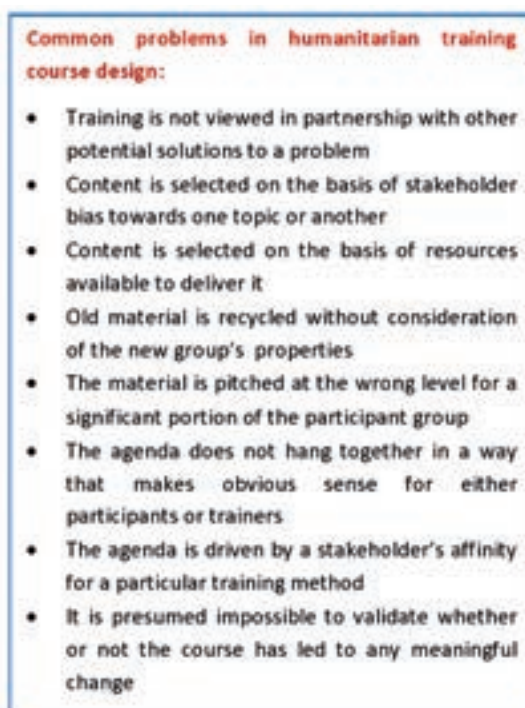 Common problems in humanitarian training
course design:
• Training is not viewed in partnership with other
potential solutions to a problem
• Content is selected on the basis of stakeholder
bias towards one topic or another
• Content is selected on the basis of resources
available to deliver it
• Old material is recycled without consideration
of the new group's properties
• The material is pitched at the wrong level for a
significant portion of the participant group
• The agenda does not hang together in a way
that makes obvious sense for either
participants or trainers
• The agenda is driven by a stakeholder's affinity
for a particular training method
• It is presumed impossible to validate whether
or not the course has led to any meaningful
change